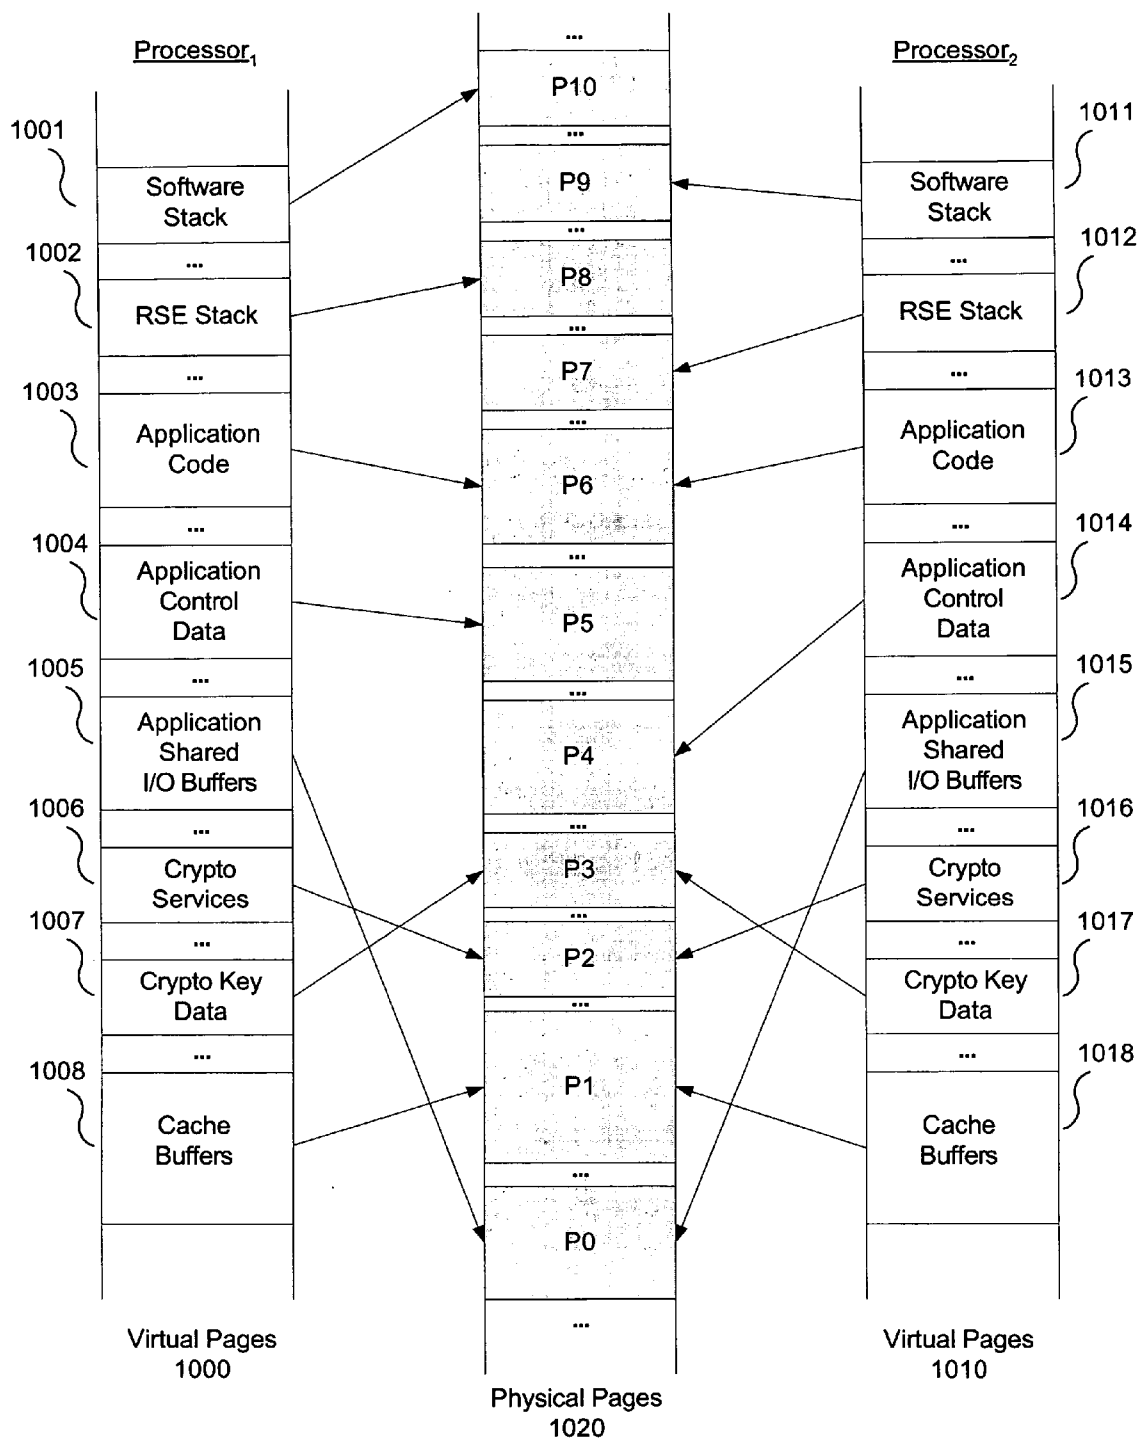 Processor1
1001
Software
Stack
...
1002
RSE Stack
...
1003
Application
Code
...
1004
Application
Control
Data
...
1005
Application
Shared
I/O Buffers
...
1006
Crypto
Services
...
1007
Crypto Key
Data
...
1008
Cache
Buffers
Virtual Pages
1000
...
P10
...
P9
...
P8
...
P7
...
P6
...
P5
...
P4
...
P3
...
P2
...
P1
...
P0
...
Physical Pages
1020
Processor2
1011
Software
Stack
...
1012
RSE Stack
...
1013
Application
Code
...
1014
Application
Control
Data
...
1015
Application
Shared
I/O Buffers
...
1016
Crypto
Services
...
1017
Crypto Key
Data
...
1018
Cache
Buffers
Virtual Pages
1010